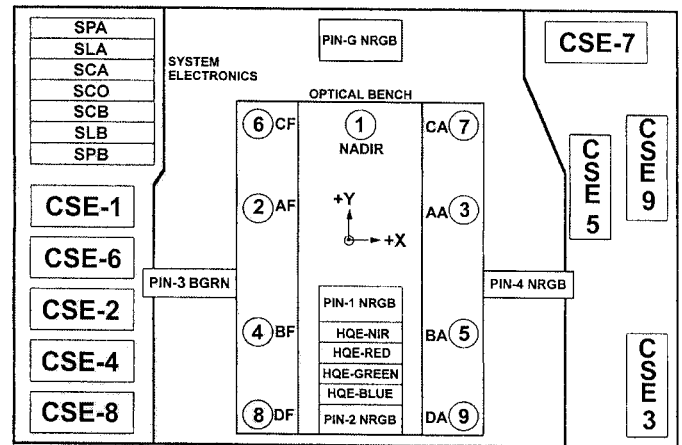 SPA
SLA
SCA
SCO
SCB
SLB
SPB
SYSTEM
ELECTRONICS
PIN-G NRGB
CSE-7
OPTICAL BENCH
6 CF
1
NADIR
CA 7
CSE 5
CSE 9
CSE-1
2 AF
+Y
+X
AA 3
CSE-6
PIN-3 BGRN
PIN-4 NRGB
CSE-2
PIN-1 NRGB
4 BF
HQE-NIR
BA 5
HQE-RED
CSE-4
HQE-GREEN
HQE-BLUE
CSE 3
CSE-8
8 DF
PIN-2 NRGB
DA 9